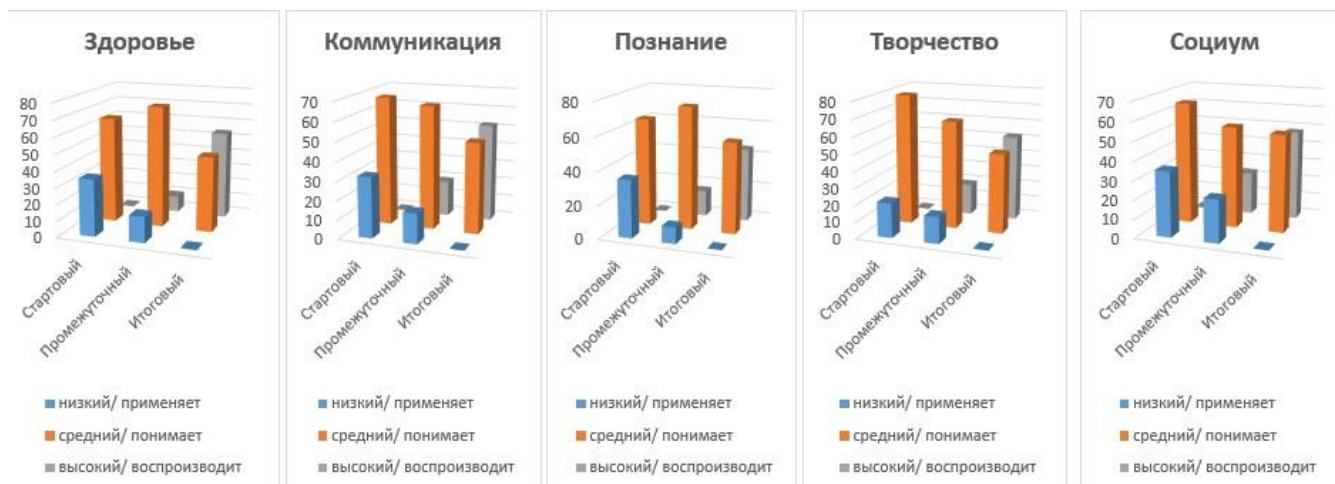 Здоровье
80
70
60
50
40
30
20
10
0
Стартовый
Промежуточный
Итоговый
низкий/ применяет
средний/ понимает
высокий/ воспроизводит
Коммуникация
70
60
50
40
30
20
10
0
Стартовый
Промежуточный
Итоговый
низкий/ применяет
средний/ понимает
высокий/ воспроизводит
Познание
80
60
40
20
0
Стартовый
Промежуточный
Итоговый
низкий/ применяет
средний/ понимает
высокий/ воспроизводит
Творчество
80
70
60
50
40
30
20
10
0
Стартовый
Промежуточный
Итоговый
низкий/ применяет
средний/ понимает
высокий/ воспроизводит
Социум
70
60
50
40
30
20
10
0
Стартовый
Промежуточный
Итоговый
низкий/ применяет
средний/ понимает
высокий/ воспроизводит